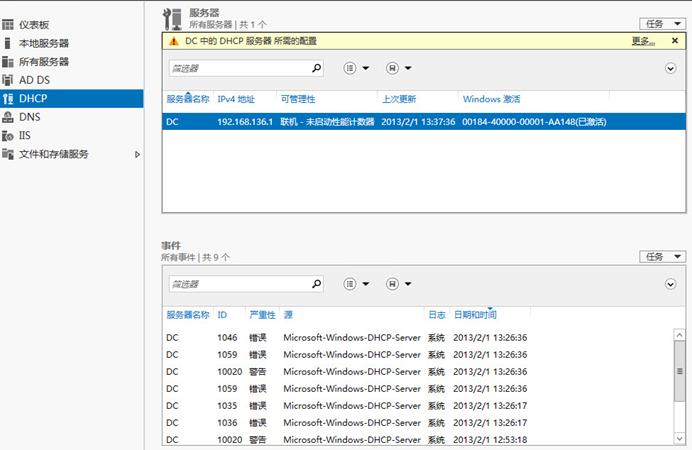 仪表板
本地服务器
所有服务器
AD DS
DHCP
DNS
IIS
文件和存储服务
服务器
所有服务器 | 共 1 个
任务
DC 中的 DHCP 服务器 所需的配置 更多...
筛选器
服务器名称 IPv4 地址 可管理性 上次更新 Windows 激活
DC 192.168.136.1 联机 - 未启动性能计数器 2013/2/1 13:37:36 00184-40000-00001-AA148(已激活)
事件
所有事件 | 共 9 个
任务
筛选器
服务器名称 ID 严重性 源 日志 日期和时间
DC 1046 错误 Microsoft-Windows-DHCP-Server 系统 2013/2/1 13:26:36
DC 1059 错误 Microsoft-Windows-DHCP-Server 系统 2013/2/1 13:26:36
DC 10020 警告 Microsoft-Windows-DHCP-Server 系统 2013/2/1 13:26:36
DC 1059 错误 Microsoft-Windows-DHCP-Server 系统 2013/2/1 13:26:36
DC 1035 错误 Microsoft-Windows-DHCP-Server 系统 2013/2/1 13:26:17
DC 1036 错误 Microsoft-Windows-DHCP-Server 系统 2013/2/1 13:26:17
DC 10020 警告 Microsoft-Windows-DHCP-Server 系统 2013/2/1 12:53:18